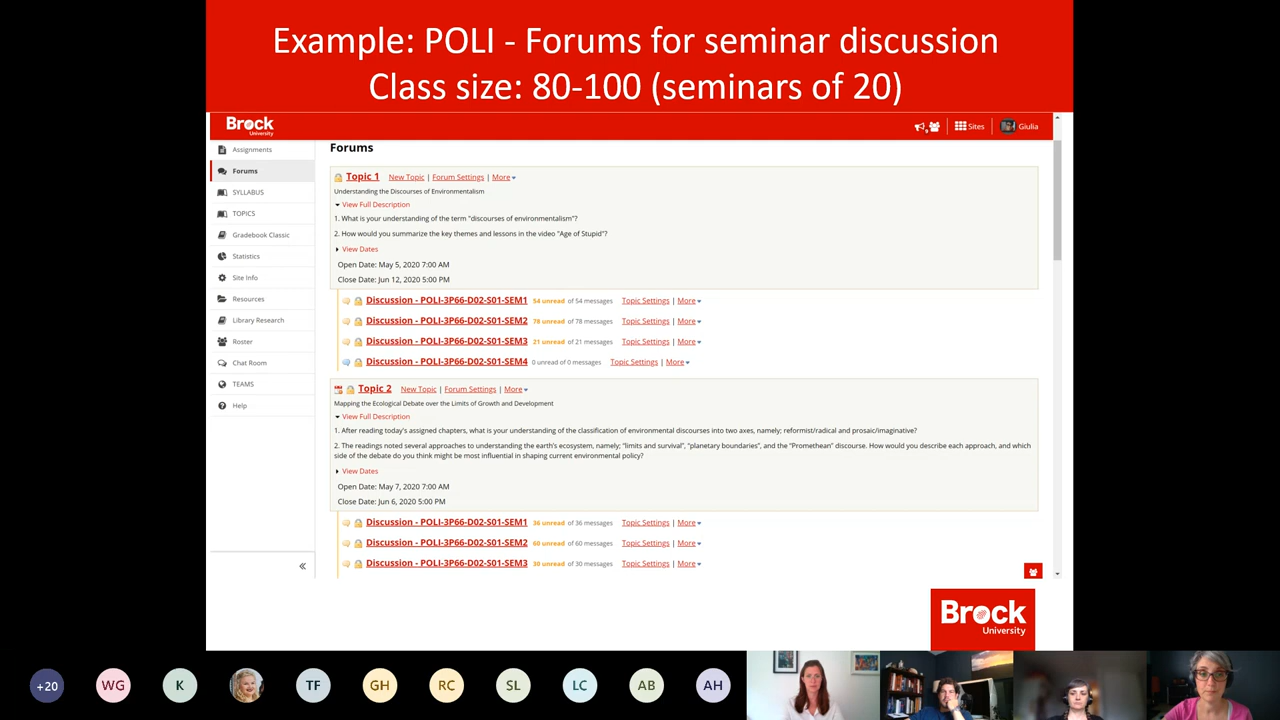 Example: POLI - Forums for seminar discussion
Class size: 80-100 (seminars of 20)
Brock
University
Sites
Giulia
Assignments
Forums
SYLLABUS
TOPICS
Gradebook Classic
Statistics
Site Info
Resources
Library Research
Roster
Chat Room
TEAMS
Help
Forums
Topic 1 New Topic | Forum Settings | More
Understanding the Discourses of Environmentalism
View Full Description
1. What is your understanding of the term "discourses of environmentalism"?
2. How would you summarize the key themes and lessons in the video "Age of Stupid"?
View Dates
Open Date: May 5, 2020 7:00 AM
Close Date: Jun 12, 2020 5:00 PM
Discussion - POLI-3P66-D02-S01-SEM1 54 unread of 54 messages Topic Settings | More
Discussion - POLI-3P66-D02-S01-SEM2 78 unread of 78 messages Topic Settings | More
Discussion - POLI-3P66-D02-S01-SEM3 21 unread of 21 messages Topic Settings | More
Discussion - POLI-3P66-D02-S01-SEM4 0 unread of 0 messages Topic Settings | More
Topic 2 New Topic | Forum Settings | More
Mapping the Ecological Debate over the Limits of Growth and Development
View Full Description
1. After reading today's assigned chapters, what is your understanding of the classification of environmental discourses into two axes, namely; reformist/radical and prosaic/imaginative?
2. The readings noted several approaches to understanding the earth's ecosystem, namely; "limits and survival", "planetary boundaries", and the "Promethean" discourse. How would you describe each approach, and which
side of the debate do you think might be most influential in shaping current environmental policy?
View Dates
Open Date: May 7, 2020 7:00 AM
Close Date: Jun 6, 2020 5:00 PM
Discussion - POLI-3P66-D02-S01-SEM1 36 unread of 36 messages Topic Settings | More
Discussion - POLI-3P66-D02-S01-SEM2 60 unread of 60 messages Topic Settings | More
Discussion - POLI-3P66-D02-S01-SEM3 30 unread of 30 messages Topic Settings | More
Brock
University
+20 WG K TF GH RC SL LC AB AH